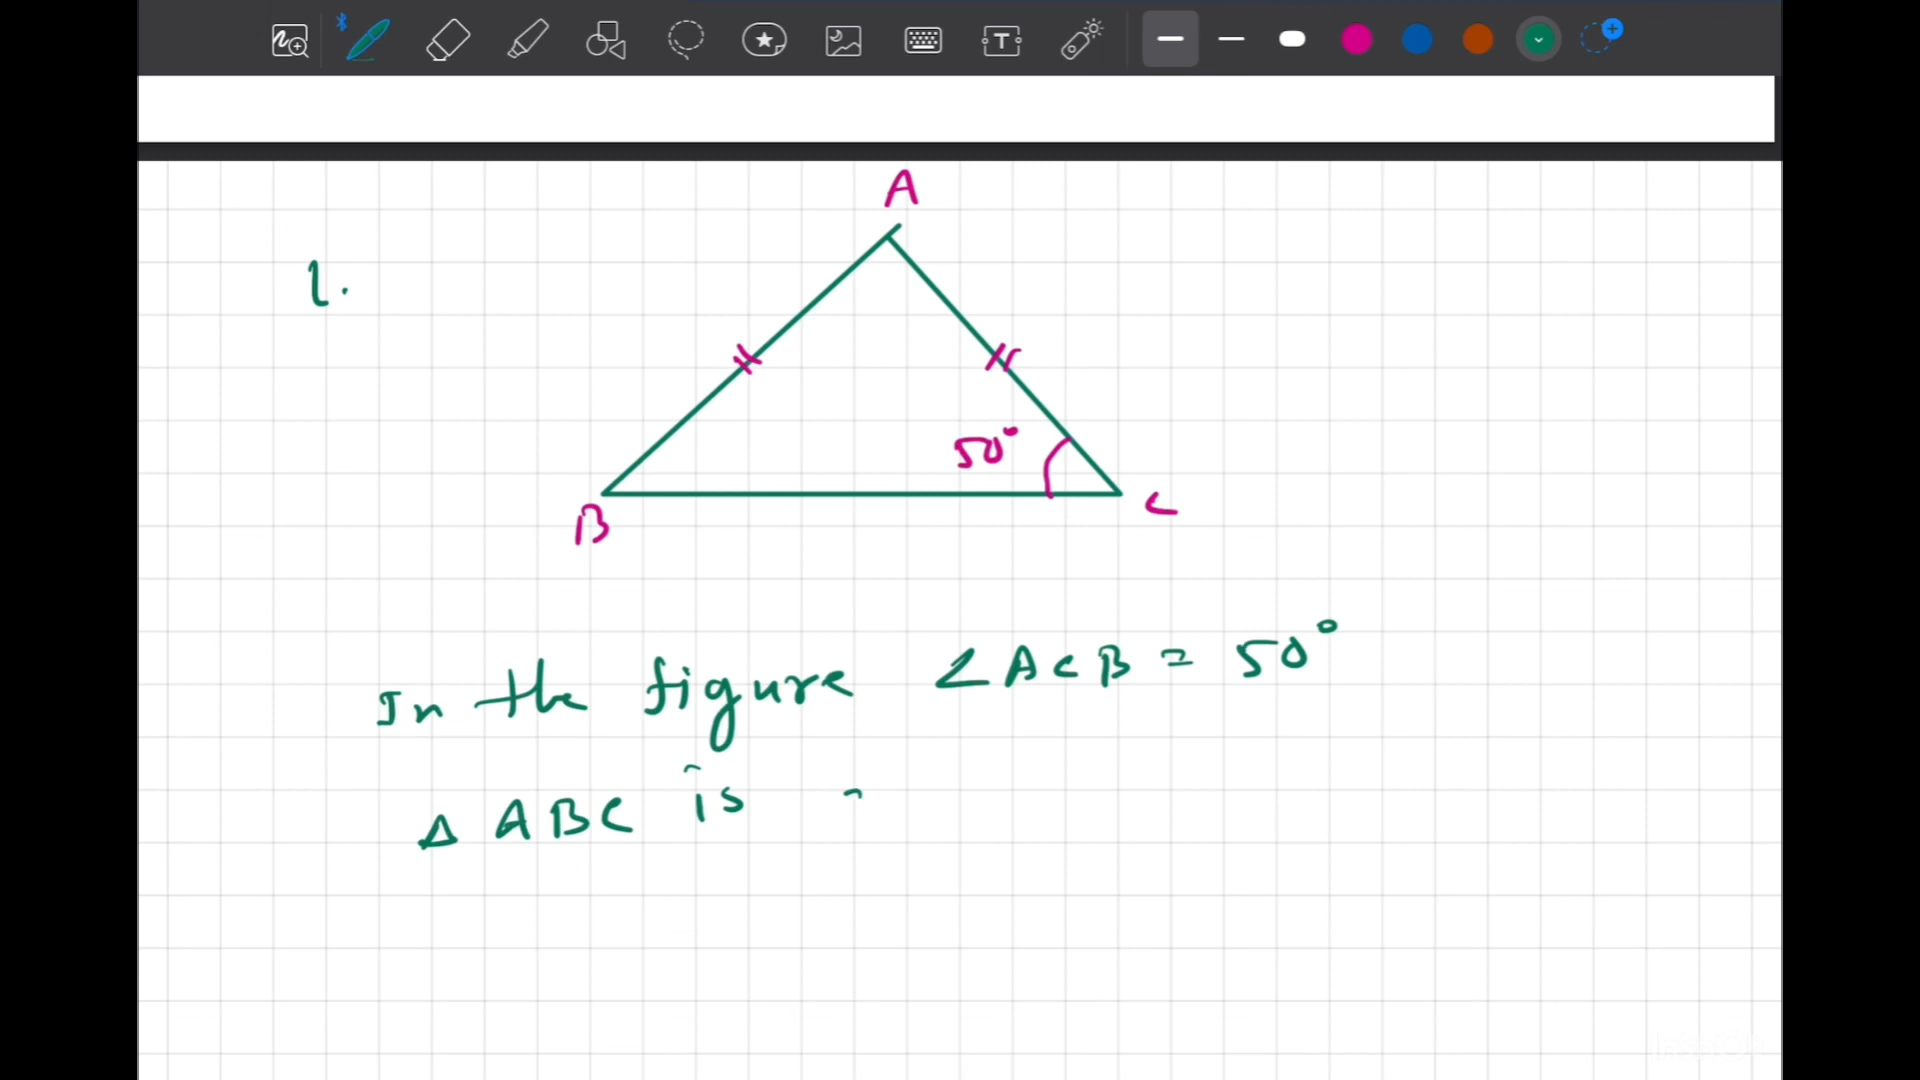 A
1.
50°
B
C
In the figure ∠ACB = 50°
Δ ABC is